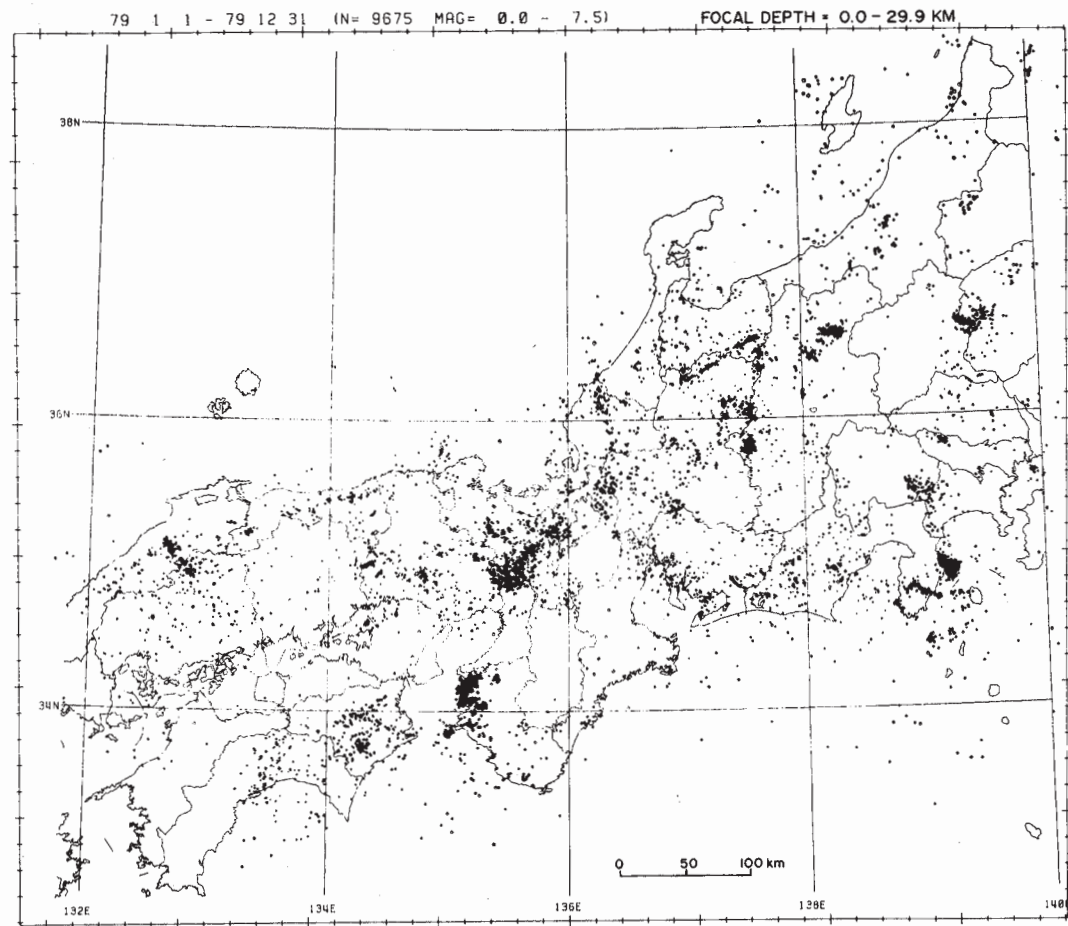 79 1 1 - 79 12 31 (N= 9675 MAG= 0.0 - 7.5) FOCAL DEPTH = 0.0 - 29.9 KM
38N
36N
34N
0 50 100 km
132E 134E 136E 138E 140E